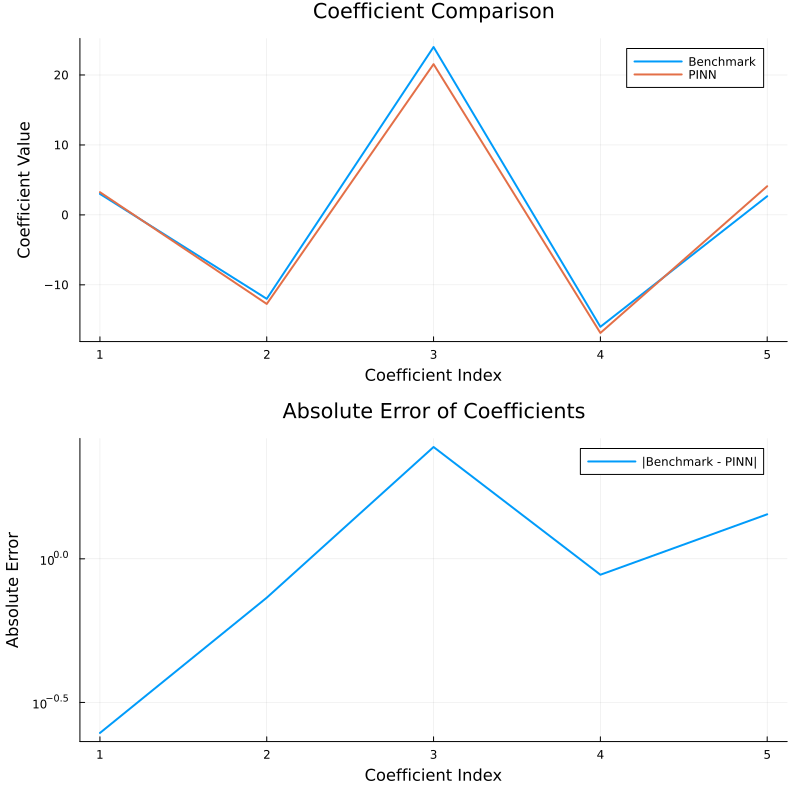 Coefficient Comparison
Coefficient Value
20
10
0
−10
Benchmark
PINN
1 2 3 4 5
Coefficient Index
Absolute Error of Coefficients
Absolute Error
|Benchmark - PINN|
10^0.0
10^−0.5
1 2 3 4 5
Coefficient Index